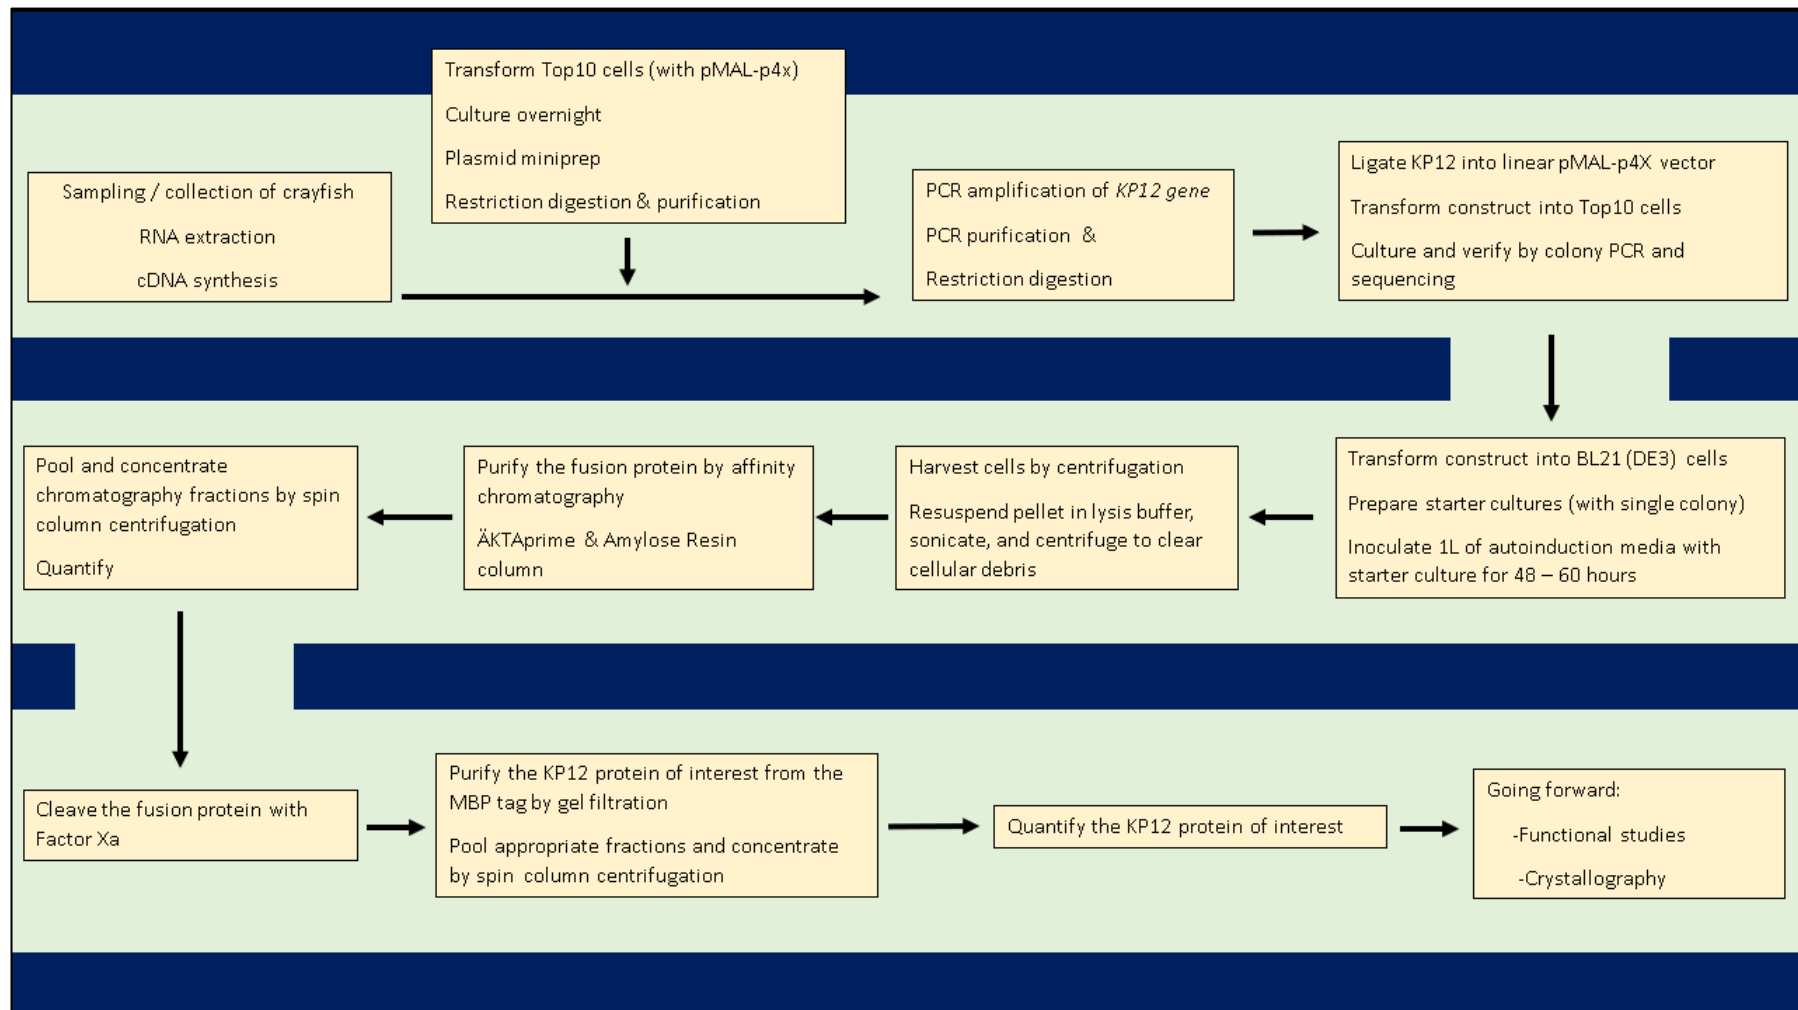 Transform Top10 cells (with pMAL-p4x)
Culture overnight
Plasmid miniprep
Restriction digestion & purification
Sampling / collection of crayfish
RNA extraction
cDNA synthesis
PCR amplification of KP12 gene
PCR purification &
Restriction digestion
Ligate KP12 into linear pMAL-p4X vector
Transform construct into Top10 cells
Culture and verify by colony PCR and
sequencing
Transform construct into BL21 (DE3) cells
Prepare starter cultures (with single colony)
Inoculate 1L of autoinduction media with
starter culture for 48 – 60 hours
Harvest cells by centrifugation
Resuspend pellet in lysis buffer,
sonicate, and centrifuge to clear
cellular debris
Purify the fusion protein by affinity
chromatography
ÄKTAprime & Amylose Resin
column
Pool and concentrate
chromatography fractions by spin
column centrifugation
Quantify
Cleave the fusion protein with
Factor Xa
Purify the KP12 protein of interest from the
MBP tag by gel filtration
Pool appropriate fractions and concentrate
by spin column centrifugation
Quantify the KP12 protein of interest
Going forward:
-Functional studies
-Crystallography